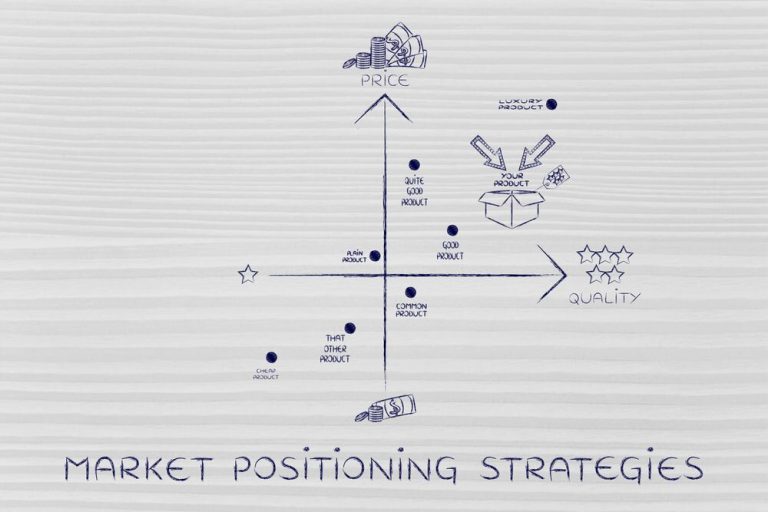 PRICE
LUXURY
PRODUCT
YOUR
PRODUCT
QUITE
GOOD
PRODUCT
GOOD
PRODUCT
PLAIN
PRODUCT
QUALITY
COMMON
PRODUCT
THAT
OTHER
PRODUCT
CHEAP
PRODUCT
MARKET POSITIONING STRATEGIES